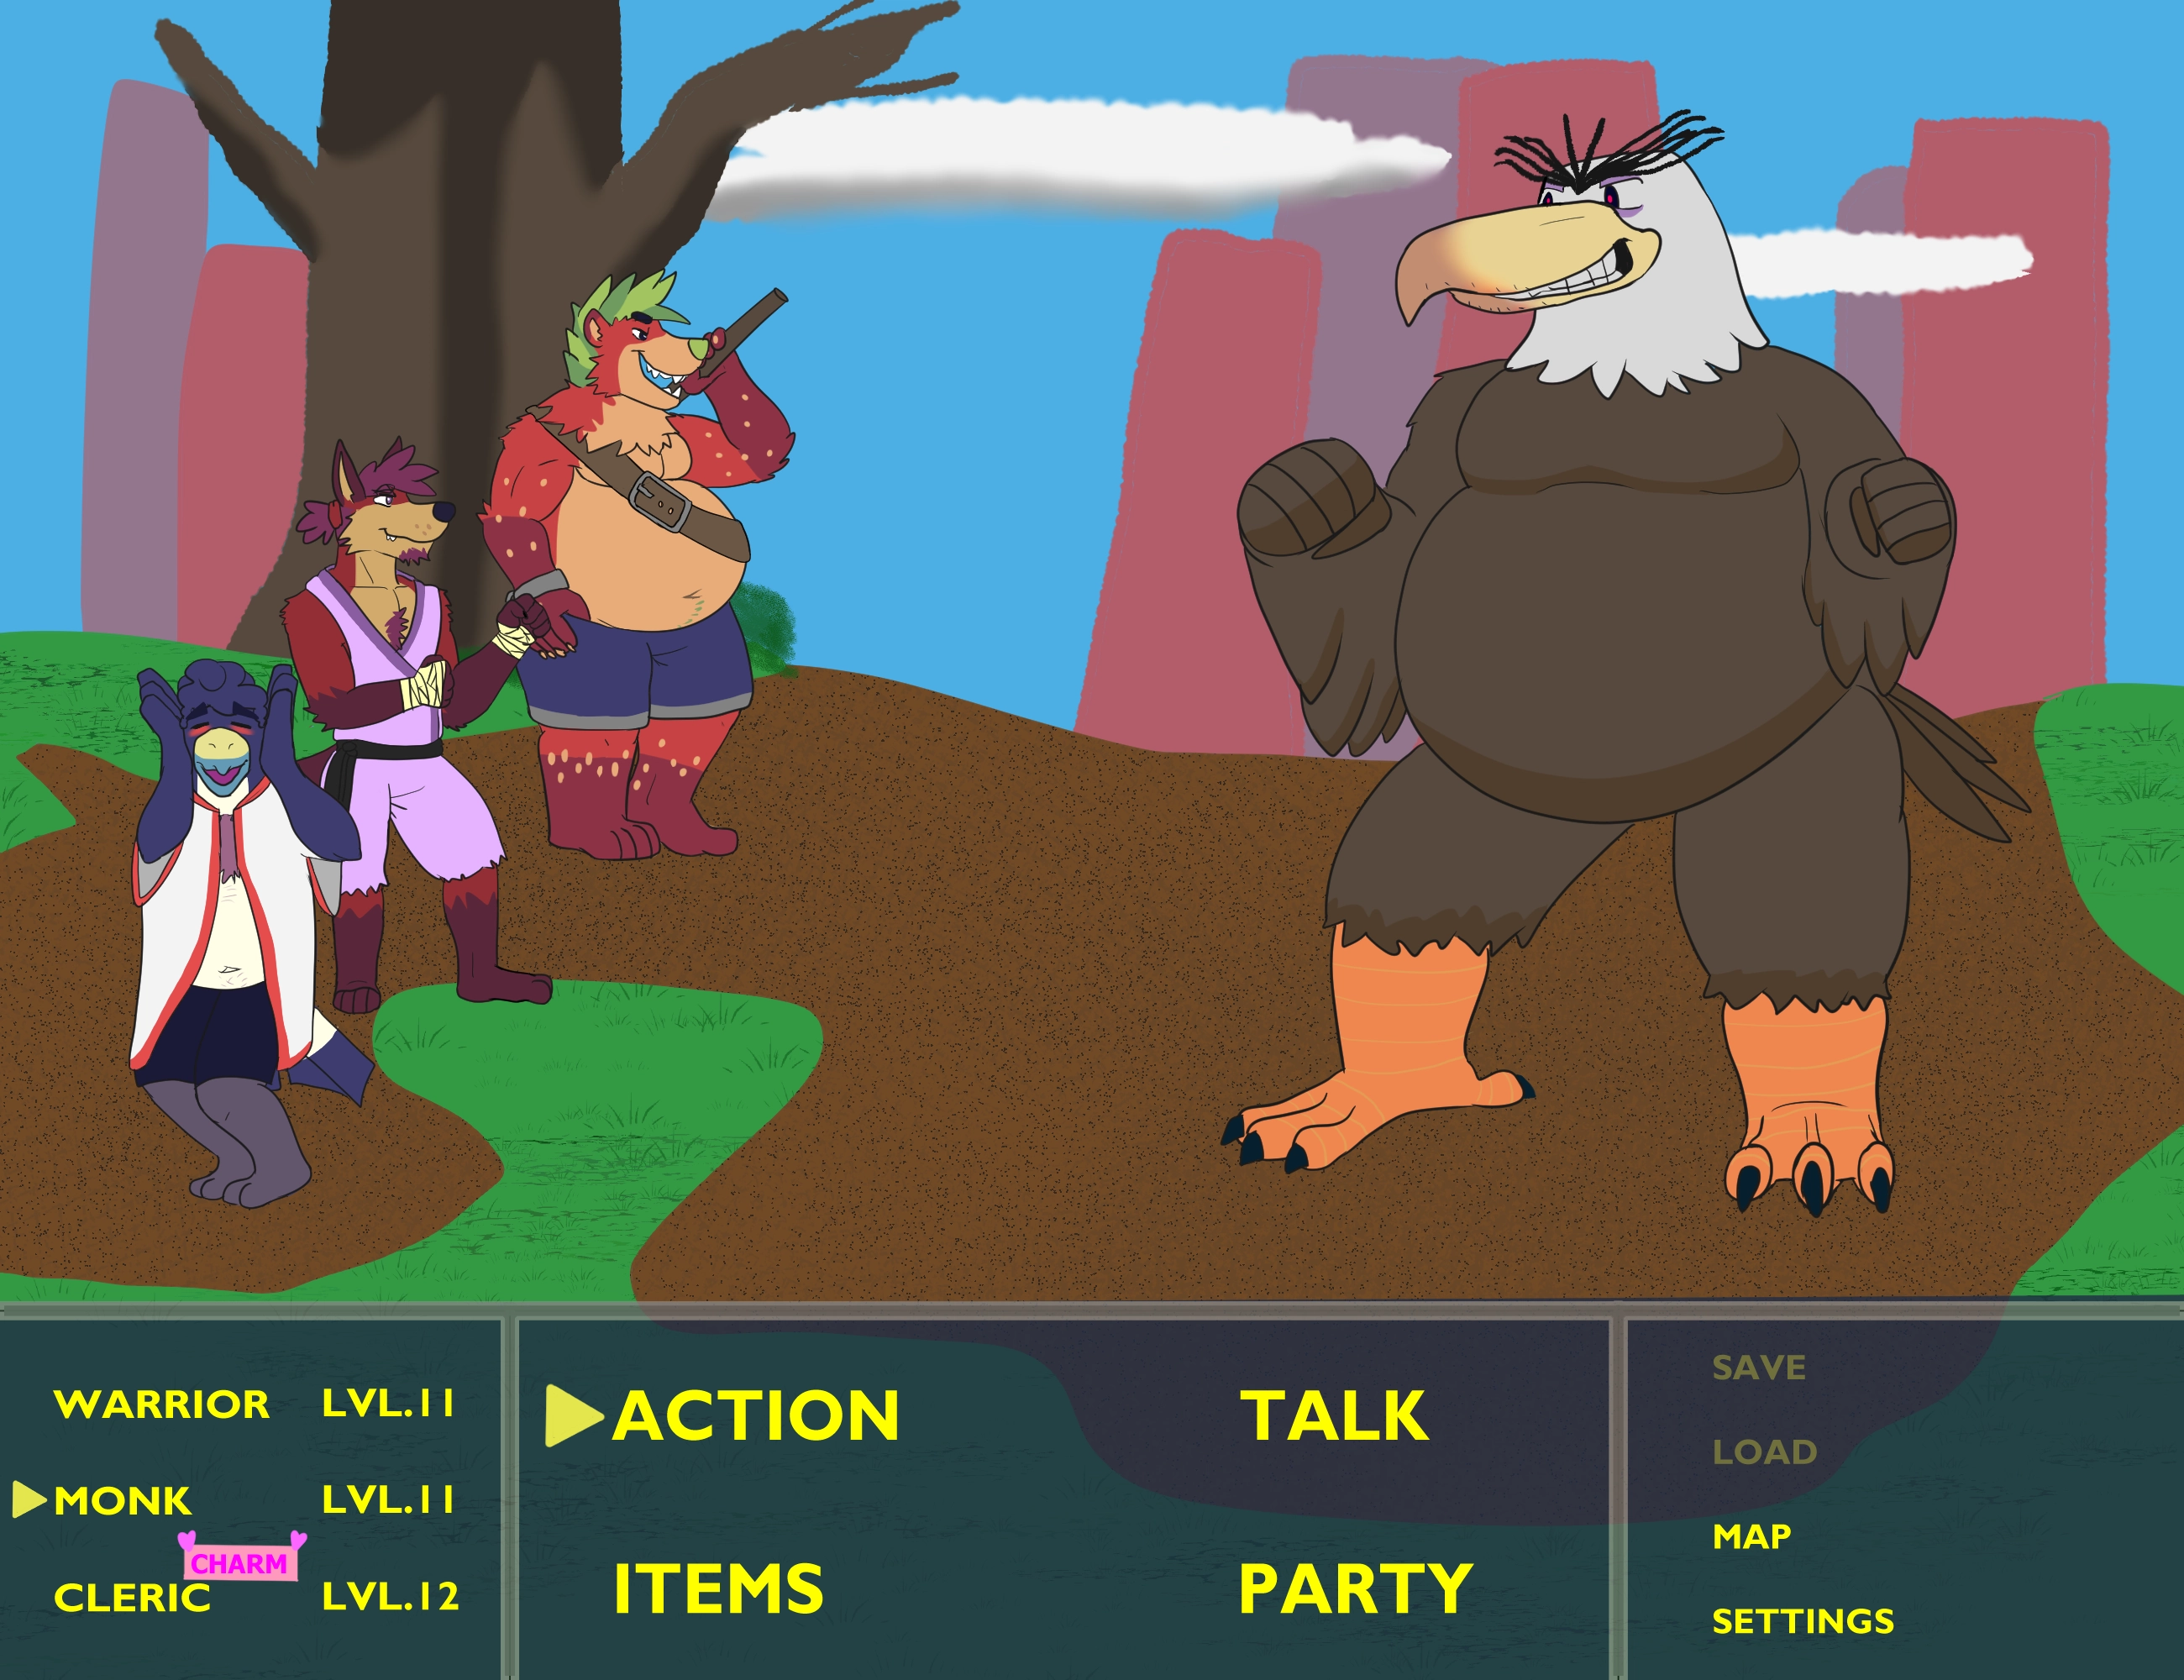 WARRIOR LVL.11
MONK LVL.11
CHARM
CLERIC LVL.12
ACTION TALK
ITEMS PARTY
SAVE
LOAD
MAP
SETTINGS